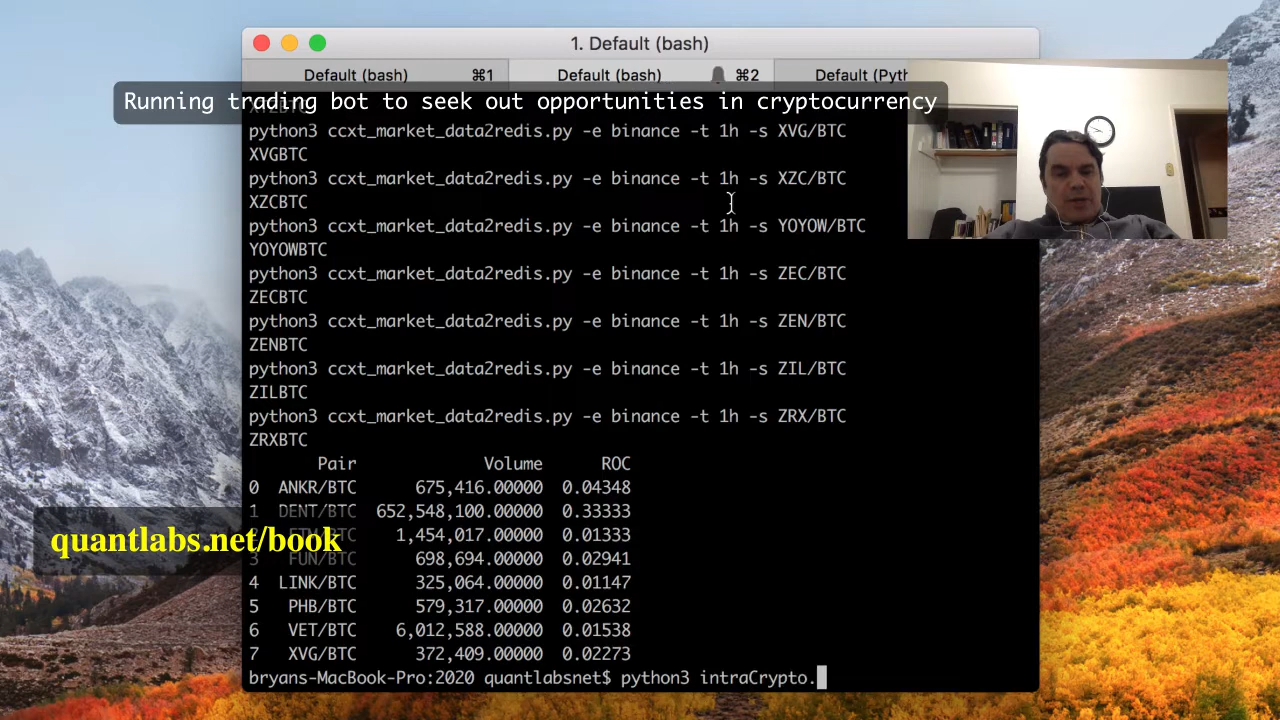 1. Default (bash)
Default (bash) ⌘1 Default (bash) ⌘2 Default (Pyth
Running trading bot to seek out opportunities in cryptocurrency
python3 ccxt_market_data2redis.py -e binance -t 1h -s XVG/BTC
XVGBTC
python3 ccxt_market_data2redis.py -e binance -t 1h -s XZC/BTC
XZCBTC
python3 ccxt_market_data2redis.py -e binance -t 1h -s YOYOW/BTC
YOYOWBTC
python3 ccxt_market_data2redis.py -e binance -t 1h -s ZEC/BTC
ZECBTC
python3 ccxt_market_data2redis.py -e binance -t 1h -s ZEN/BTC
ZENBTC
python3 ccxt_market_data2redis.py -e binance -t 1h -s ZIL/BTC
ZILBTC
python3 ccxt_market_data2redis.py -e binance -t 1h -s ZRX/BTC
ZRXBTC
Pair Volume ROC
0 ANKR/BTC 675,416.00000 0.04348
1 DENT/BTC 652,548,100.00000 0.33333
1,454,017.00000 0.01333
quantlabs.net/book
3 FUN/BTC 698,694.00000 0.02941
4 LINK/BTC 325,064.00000 0.01147
5 PHB/BTC 579,317.00000 0.02632
6 VET/BTC 6,012,588.00000 0.01538
7 XVG/BTC 372,409.00000 0.02273
bryans-MacBook-Pro:2020 quantlabsnet$ python3 intraCrypto.